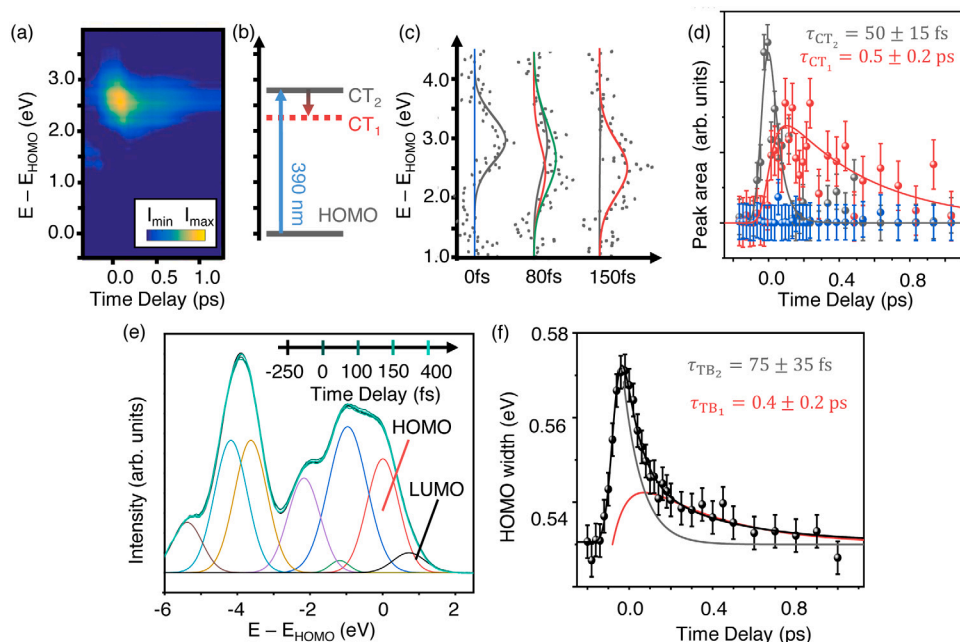 (a)
E − E_HOMO (eV)
3.0
2.0
1.0
0.0
I_min I_max
0.0 0.5 1.0
Time Delay (ps)
(b)
CT₂
CT₁
390 nm
HOMO
(c)
E − E_HOMO (eV)
4.0
3.0
2.0
1.0
0fs 80fs 150fs
(d)
τ_CT₂ = 50 ± 15 fs
τ_CT₁ = 0.5 ± 0.2 ps
Peak area (arb. units)
0.0 0.4 0.8
Time Delay (ps)
(e)
-250 0 100 150 400
Time Delay (fs)
HOMO
LUMO
Intensity (arb. units)
-6 -4 -2 0 2
E − E_HOMO (eV)
(f)
0.58
0.56
0.54
HOMO width (eV)
τ_TB₂ = 75 ± 35 fs
τ_TB₁ = 0.4 ± 0.2 ps
0.0 0.4 0.8
Time Delay (ps)